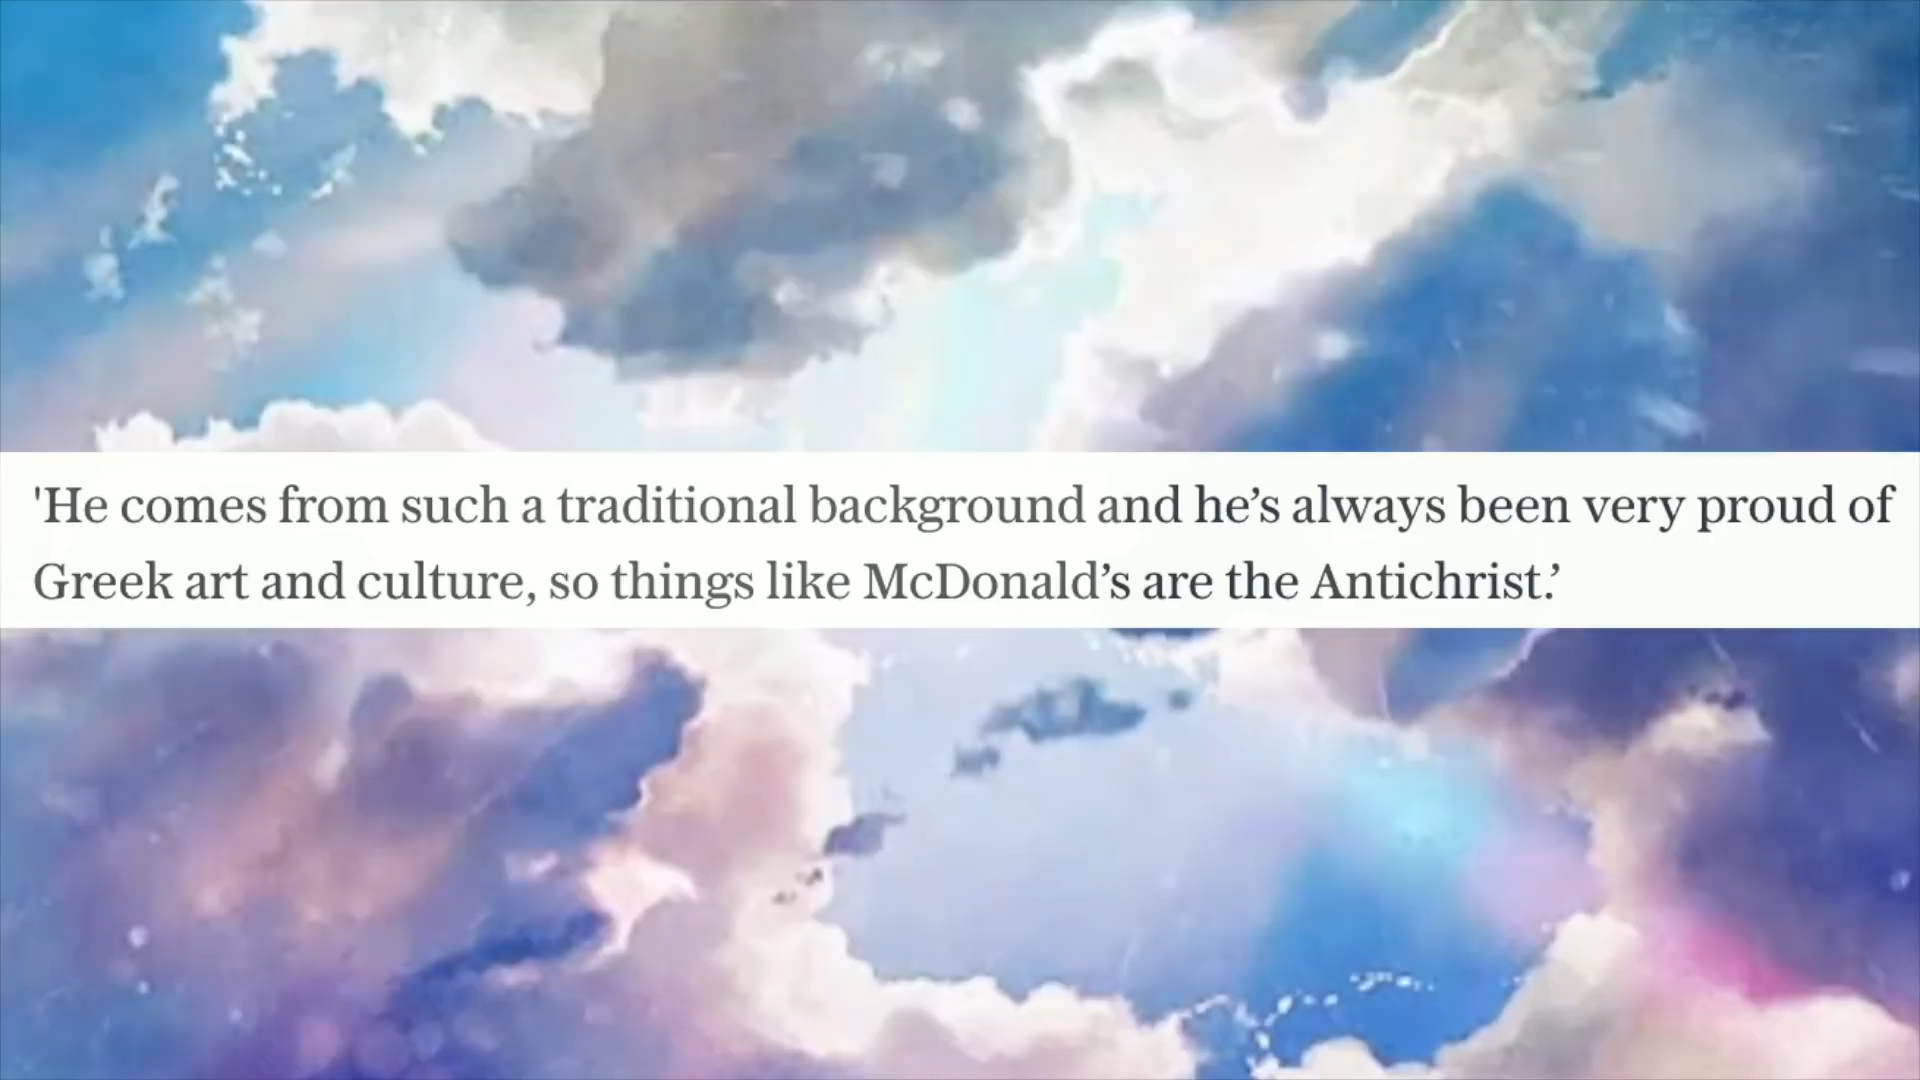 'He comes from such a traditional background and he’s always been very proud of
Greek art and culture, so things like McDonald’s are the Antichrist.’